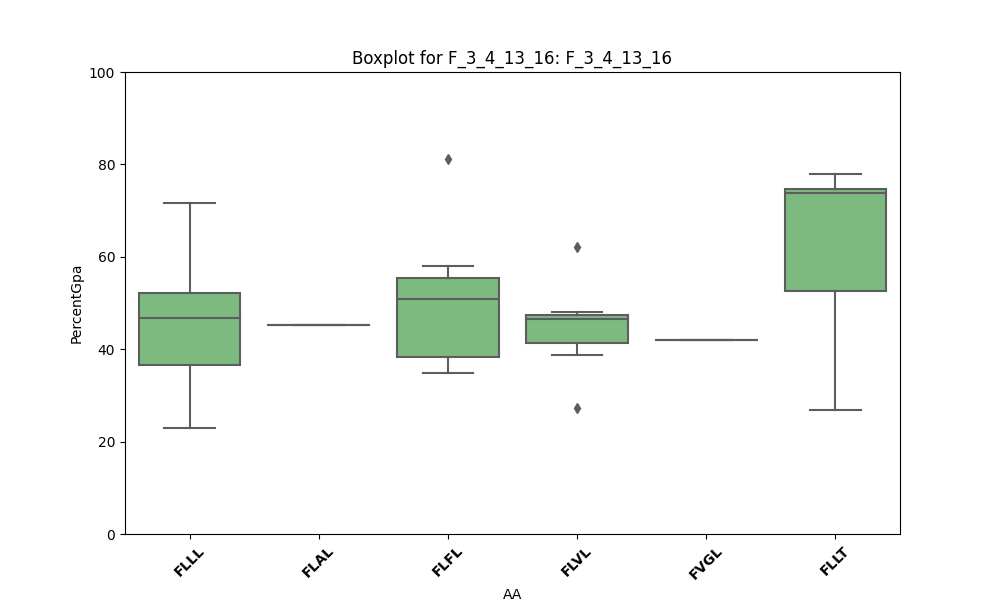 Boxplot for F_3_4_13_16: F_3_4_13_16
100
80
60
40
20
0
PercentGpa
FLLL
FLAL
FLFL
FLVL
FVGL
FLLT
AA